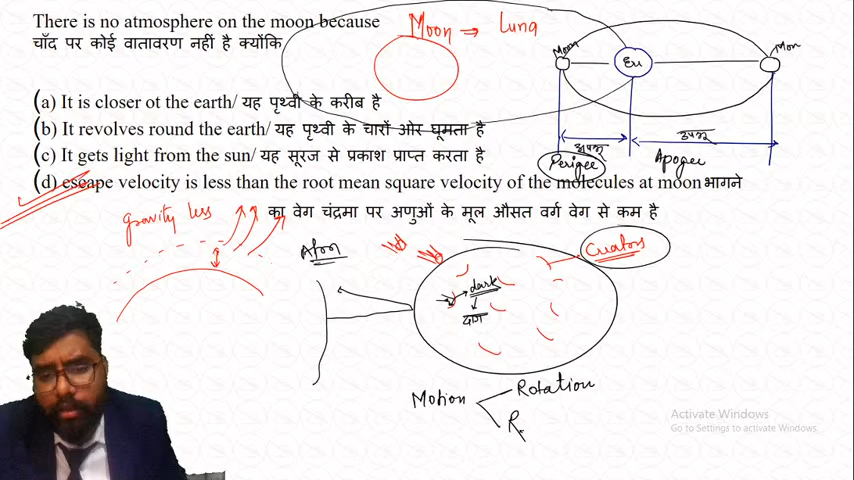 There is no atmosphere on the moon because
चाँद पर कोई वातावरण नहीं है क्योंकि
(a) It is closer ot the earth/ यह पृथ्वी के करीब है
(b) It revolves round the earth/ यह पृथ्वी के चारों ओर घूमता है
(c) It gets light from the sun/ यह सूरज से प्रकाश प्राप्त करता है
(d) escape velocity is less than the root mean square velocity of the molecules at moon भागने
का वेग चंद्रमा पर अणुओं के मूल औसत वर्ग वेग से कम है
Moon ⇒ Luna
Moon
Moon
Perigee
Apogee
gravity less
Cuators
dark
दाग
Motion
Rotation
R
Activate Windows
Go to Settings to activate Windows.